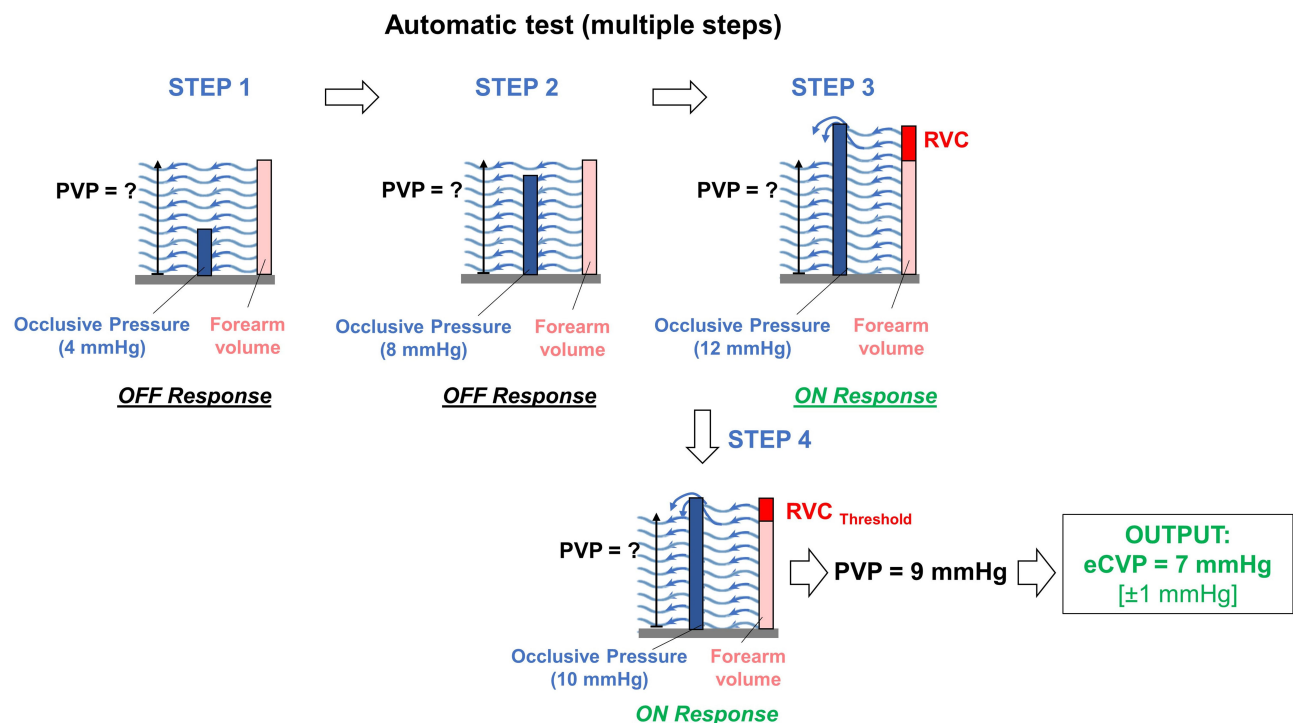 Automatic test (multiple steps)
STEP 1
STEP 2
STEP 3
PVP = ?
PVP = ?
PVP = ?
RVC
Occlusive Pressure
(4 mmHg)
Forearm
volume
Occlusive Pressure
(8 mmHg)
Forearm
volume
Occlusive Pressure
(12 mmHg)
Forearm
volume
OFF Response
OFF Response
ON Response
STEP 4
PVP = ?
RVC Threshold
PVP = 9 mmHg
OUTPUT:
eCVP = 7 mmHg
[±1 mmHg]
Occlusive Pressure
(10 mmHg)
Forearm
volume
ON Response